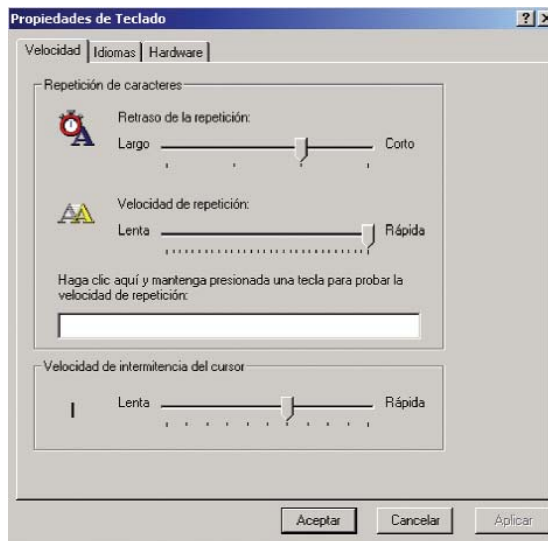 Propiedades de Teclado
Velocidad Idiomas Hardware
Repetición de caracteres
Retraso de la repetición:
Largo Corto
Velocidad de repetición:
Lenta Rápida
Haga clic aquí y mantenga presionada una tecla para probar la
velocidad de repetición:
Velocidad de intermitencia del cursor
Lenta Rápida
Aceptar Cancelar Aplicar